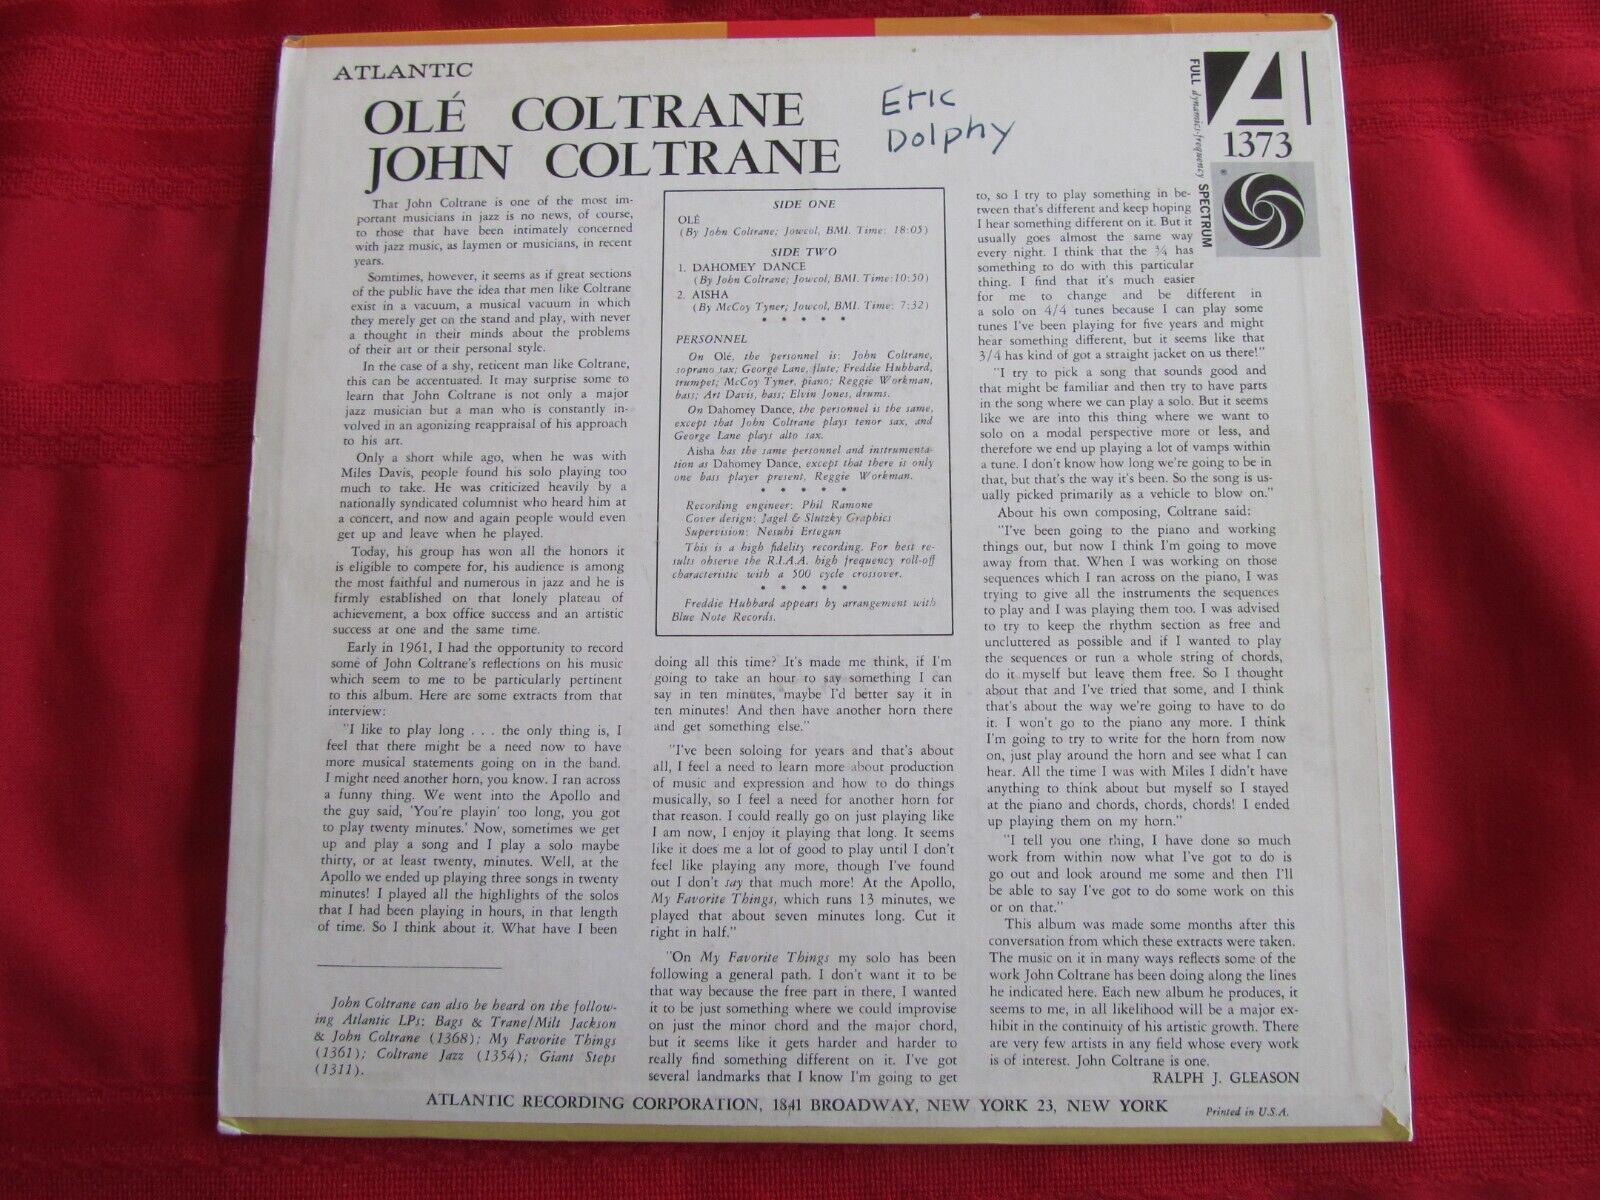 ATLANTIC
OLÉ COLTRANE
JOHN COLTRANE
Eric
Dolphy
FULL dynamics-frequency SPECTRUM
A
1373
®
That John Coltrane is one of the most im-
portant musicians in jazz is no news, of course,
to those that have been intimately concerned
with jazz music, as laymen or musicians, in recent
years.
Somtimes, however, it seems as if great sections
of the public have the idea that men like Coltrane
exist in a vacuum, a musical vacuum in which
they merely get on the stand and play, with never
a thought in their minds about the problems
of their art or their personal style.
In the case of a shy, reticent man like Coltrane,
this can be accentuated. It may surprise some to
learn that John Coltrane is not only a major
jazz musician but a man who is constantly in-
volved in an agonizing reappraisal of his approach
to his art.
Only a short while ago, when he was with
Miles Davis, people found his solo playing too
much to take. He was criticized heavily by a
nationally syndicated columnist who heard him at
a concert, and now and again people would even
get up and leave when he played.
Today, his group has won all the honors it
is eligible to compete for, his audience is among
the most faithful and numerous in jazz and he is
firmly established on that lonely plateau of
achievement, a box office success and an artistic
success at one and the same time.
Early in 1961, I had the opportunity to record
some of John Coltrane's reflections on his music
which seem to me to be particularly pertinent
to this album. Here are some extracts from that
interview:
"I like to play long . . . the only thing is, I
feel that there might be a need now to have
more musical statements going on in the band.
I might need another horn, you know. I ran across
a funny thing. We went into the Apollo and
the guy said, 'You're playin' too long, you got
to play twenty minutes.' Now, sometimes we get
up and play a song and I play a solo maybe
thirty, or at least twenty, minutes. Well, at the
Apollo we ended up playing three songs in twenty
minutes! I played all the highlights of the solos
that I had been playing in hours, in that length
of time. So I think about it. What have I been
John Coltrane can also be heard on the follow-
ing Atlantic LPs: Bags & Trane/Milt Jackson
& John Coltrane (1368); My Favorite Things
(1361); Coltrane Jazz (1354); Giant Steps
(1311).
SIDE ONE
OLÉ
(By John Coltrane; Jowcol, BMI. Time: 18:05)
SIDE TWO
1. DAHOMEY DANCE
(By John Coltrane; Jowcol, BMI. Time: 10:50)
2. AISHA
(By McCoy Tyner; Jowcol, BMI. Time: 7:32)
* * * * *
PERSONNEL
On Olé, the personnel is: John Coltrane,
soprano sax; George Lane, flute; Freddie Hubbard,
trumpet; McCoy Tyner, piano; Reggie Workman,
bass; Art Davis, bass; Elvin Jones, drums.
On Dahomey Dance, the personnel is the same,
except that John Coltrane plays tenor sax, and
George Lane plays alto sax.
Aisha has the same personnel and instrumenta-
tion as Dahomey Dance, except that there is only
one bass player present, Reggie Workman.
* * * * *
Recording engineer: Phil Ramone
Cover design: Jagel & Slutzky Graphics
Supervision: Nesuhi Ertegun
This is a high fidelity recording. For best re-
sults observe the R.I.A.A. high frequency roll-off
characteristic with a 500 cycle crossover.
* * * * *
Freddie Hubbard appears by arrangement with
Blue Note Records.
doing all this time? It's made me think, if I'm
going to take an hour to say something I can
say in ten minutes, maybe I'd better say it in
ten minutes! And then have another horn there
and get something else."
"I've been soloing for years and that's about
all, I feel a need to learn more about production
of music and expression and how to do things
musically, so I feel a need for another horn for
that reason. I could really go on just playing like
I am now, I enjoy it playing that long. It seems
like it does me a lot of good to play until I don't
feel like playing any more, though I've found
out I don't say that much more! At the Apollo,
My Favorite Things, which runs 13 minutes, we
played that about seven minutes long. Cut it
right in half."
"On My Favorite Things my solo has been
following a general path. I don't want it to be
that way because the free part in there, I wanted
it to be just something where we could improvise
on just the minor chord and the major chord,
but it seems like it gets harder and harder to
really find something different on it. I've got
several landmarks that I know I'm going to get
to, so I try to play something in be-
tween that's different and keep hoping
I hear something different on it. But it
usually goes almost the same way
every night. I think that the ¾ has
something to do with this particular
thing. I find that it's much easier
for me to change and be different in
a solo on 4/4 tunes because I can play some
tunes I've been playing for five years and might
hear something different, but it seems like that
3/4 has kind of got a straight jacket on us there!"
"I try to pick a song that sounds good and
that might be familiar and then try to have parts
in the song where we can play a solo. But it seems
like we are into this thing where we want to
solo on a modal perspective more or less, and
therefore we end up playing a lot of vamps within
a tune. I don't know how long we're going to be in
that, but that's the way it's been. So the song is us-
ually picked primarily as a vehicle to blow on."
About his own composing, Coltrane said:
"I've been going to the piano and working
things out, but now I think I'm going to move
away from that. When I was working on those
sequences which I ran across on the piano, I was
trying to give all the instruments the sequences
to play and I was playing them too. I was advised
to try to keep the rhythm section as free and
uncluttered as possible and if I wanted to play
the sequences or run a whole string of chords,
do it myself but leave them free. So I thought
about that and I've tried that some, and I think
that's about the way we're going to have to do
it. I won't go to the piano any more. I think
I'm going to try to write for the horn from now
on, just play around the horn and see what I can
hear. All the time I was with Miles I didn't have
anything to think about but myself so I stayed
at the piano and chords, chords, chords! I ended
up playing them on my horn."
"I tell you one thing, I have done so much
work from within now what I've got to do is
go out and look around me some and then I'll
be able to say I've got to do some work on this
or on that."
This album was made some months after this
conversation from which these extracts were taken.
The music on it in many ways reflects some of the
work John Coltrane has been doing along the lines
he indicated here. Each new album he produces, it
seems to me, in all likelihood will be a major ex-
hibit in the continuity of his artistic growth. There
are very few artists in any field whose every work
is of interest. John Coltrane is one.
RALPH J. GLEASON
ATLANTIC RECORDING CORPORATION, 1841 BROADWAY, NEW YORK 23, NEW YORK
Printed in U.S.A.